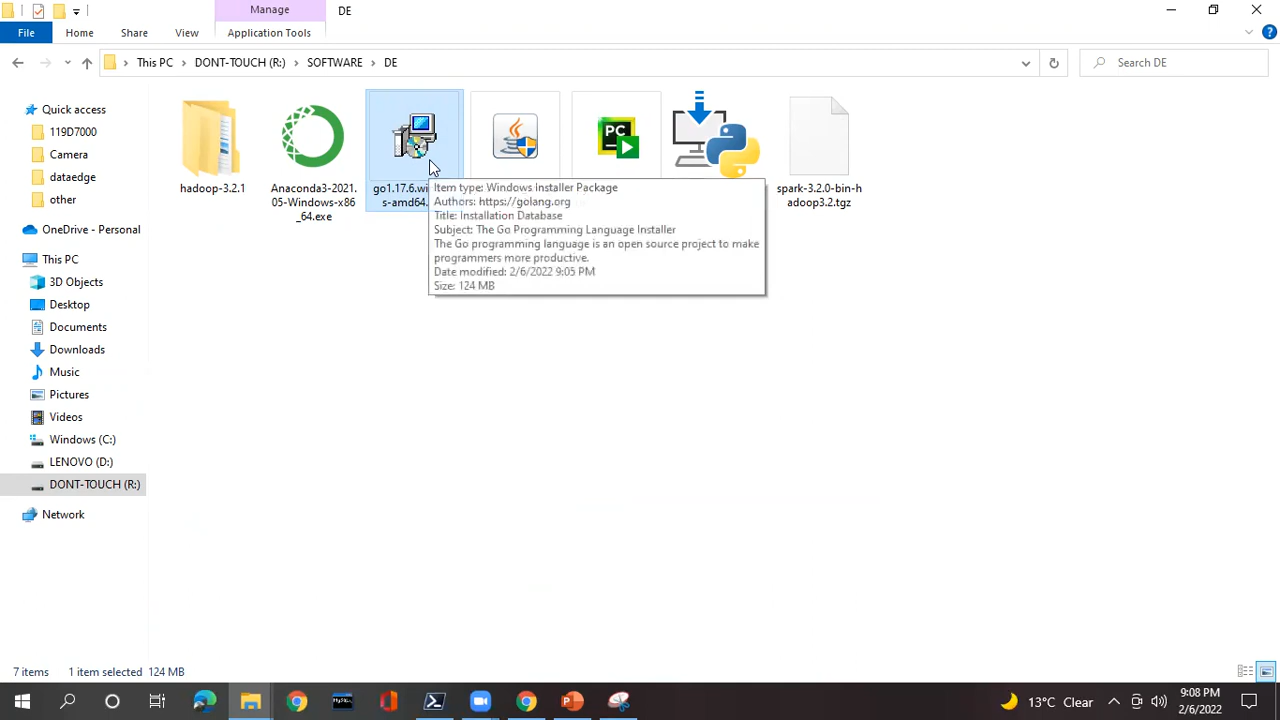 Manage
DE
File
Home
Share
View
Application Tools
This PC
DONT-TOUCH (R:)
SOFTWARE
DE
Search DE
Quick access
119D7000
Camera
dataedge
other
OneDrive - Personal
This PC
3D Objects
Desktop
Documents
Downloads
Music
Pictures
Videos
Windows (C:)
LENOVO (D:)
DONT-TOUCH (R:)
Network
hadoop-3.2.1
Anaconda3-2021.
05-Windows-x86
_64.exe
go1.17.6.wi
s-amd64.
PC
spark-3.2.0-bin-h
adoop3.2.tgz
Item type: Windows Installer Package
Authors: https://golang.org
Title: Installation Database
Subject: The Go Programming Language Installer
The Go programming language is an open source project to make
programmers more productive.
Date modified: 2/6/2022 9:05 PM
Size: 124 MB
7 items
1 item selected 124 MB
MySQL
13°C Clear
9:08 PM
2/6/2022